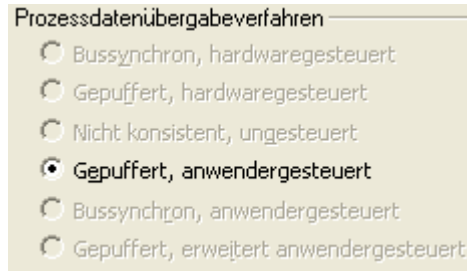 Prozessdatenübergabeverfahren
Bussynchron, hardwaregesteuert
Gepuffert, hardwaregesteuert
Nicht konsistent, ungesteuert
Gepuffert, anwendergesteuert
Bussynchron, anwendergesteuert
Gepuffert, erweitert anwendergesteuert